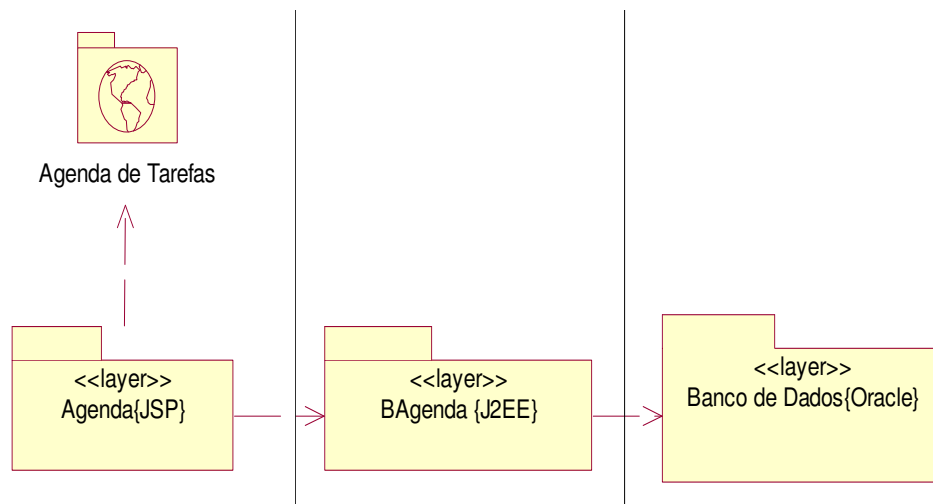 Agenda de Tarefas
<<layer>>
Agenda{JSP}
<<layer>>
BAgenda {J2EE}
<<layer>>
Banco de Dados{Oracle}